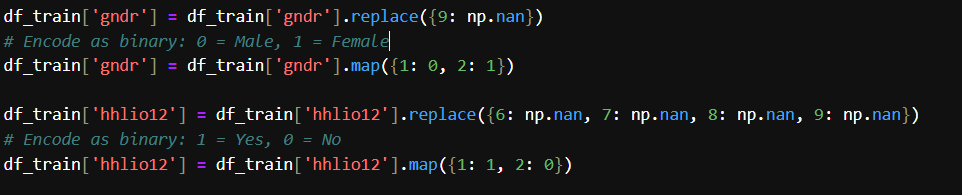 df_train['gndr'] = df_train['gndr'].replace({9: np.nan})
# Encode as binary: 0 = Male, 1 = Female
df_train['gndr'] = df_train['gndr'].map({1: 0, 2: 1})
df_train['hhlio12'] = df_train['hhlio12'].replace({6: np.nan, 7: np.nan, 8: np.nan, 9: np.nan})
# Encode as binary: 1 = Yes, 0 = No
df_train['hhlio12'] = df_train['hhlio12'].map({1: 1, 2: 0})